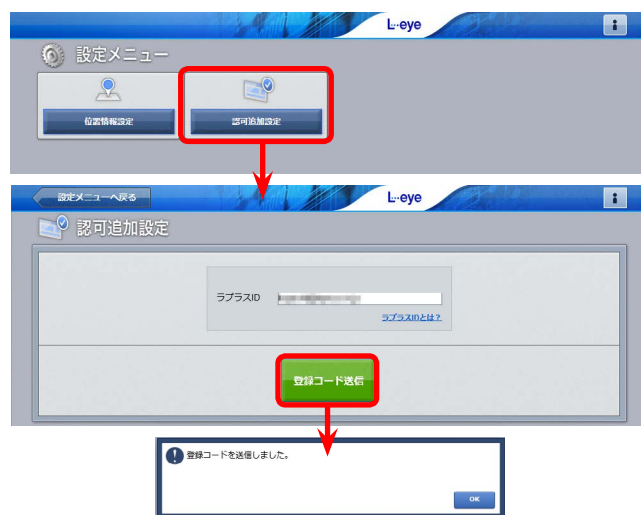 L・eye
設定メニュー
位置情報設定
認可追加設定
設定メニューへ戻る
L・eye
認可追加設定
ラプラスID
ラプラスIDとは?
登録コード送信
登録コードを送信しました。
OK